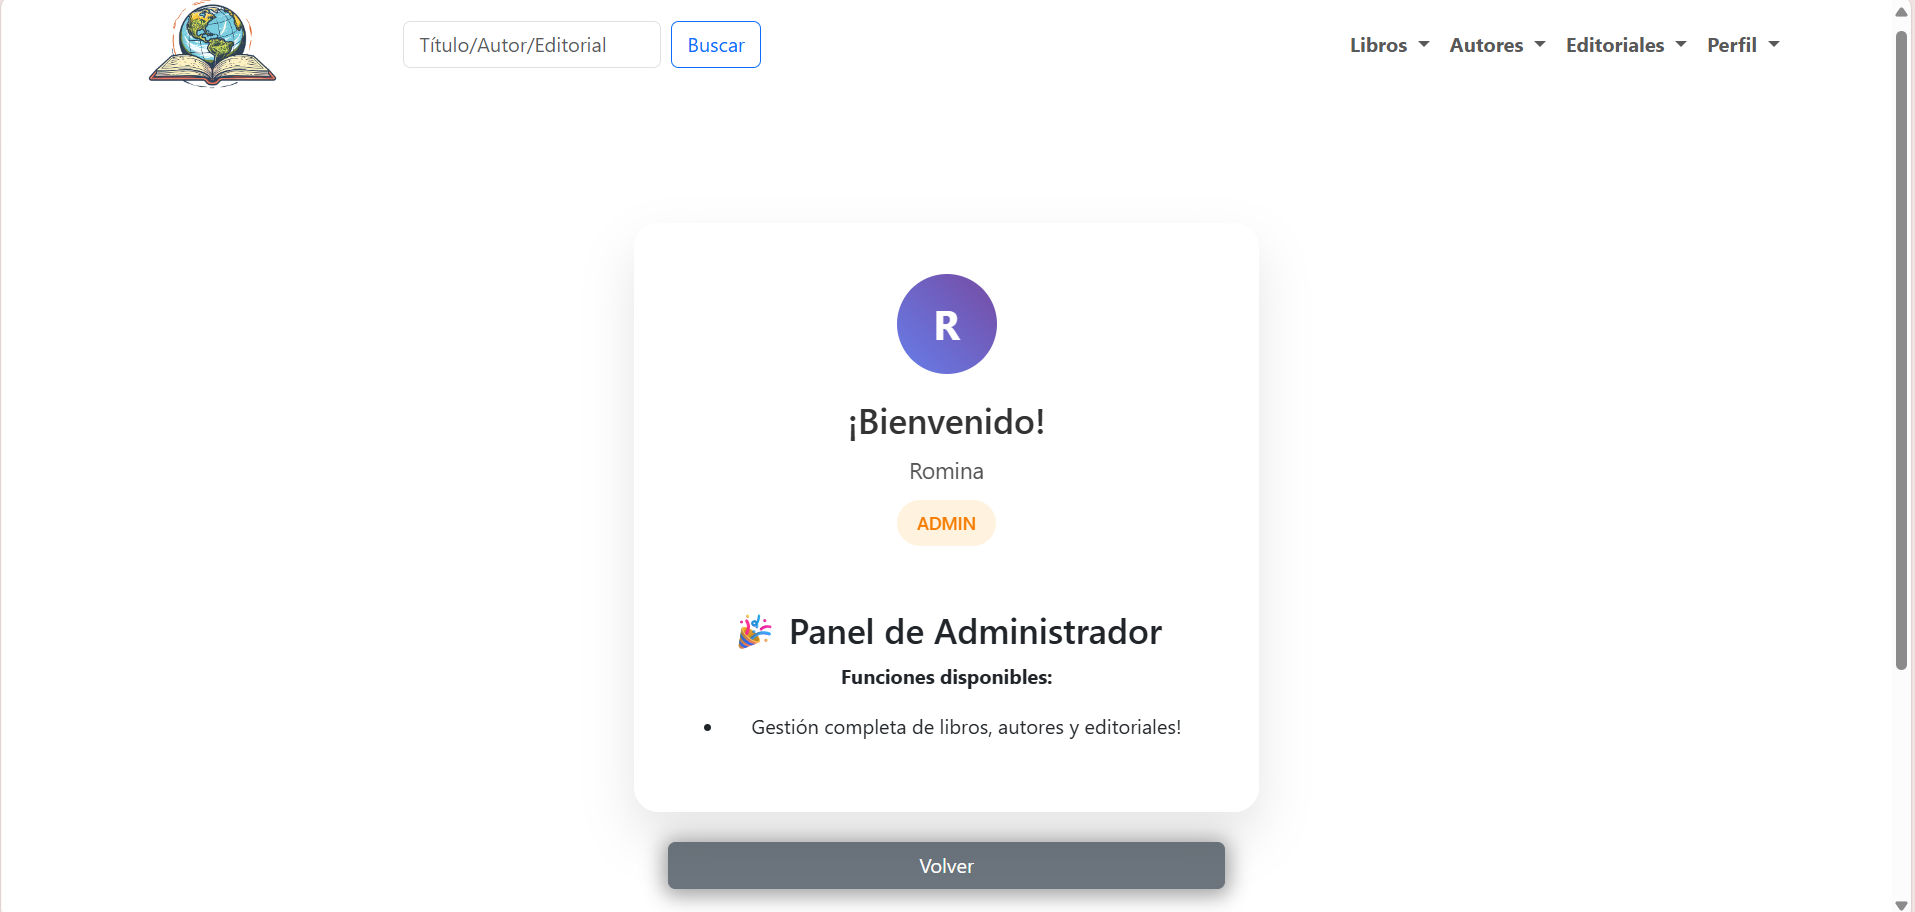 Título/Autor/Editorial
Buscar
Libros
Autores
Editoriales
Perfil
R
¡Bienvenido!
Romina
ADMIN
🎉 Panel de Administrador
Funciones disponibles:
• Gestión completa de libros, autores y editoriales!
Volver